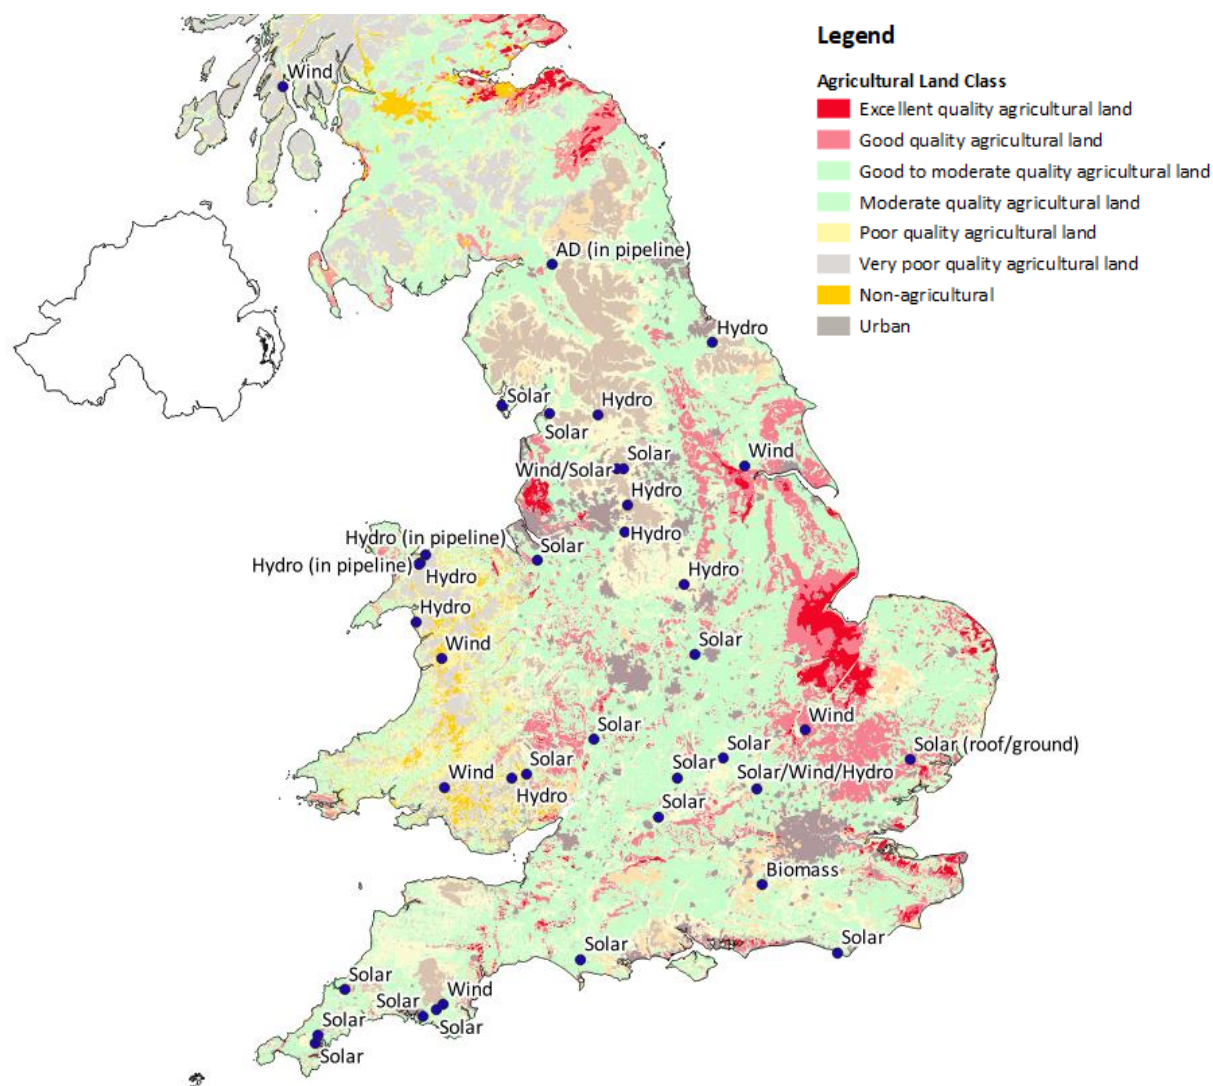 Legend
Agricultural Land Class
Excellent quality agricultural land
Good quality agricultural land
Good to moderate quality agricultural land
Moderate quality agricultural land
Poor quality agricultural land
Very poor quality agricultural land
Non-agricultural
Urban
Wind
AD (in pipeline)
Hydro
Solar
Hydro
Solar
Wind
Solar
Wind/Solar
Hydro
Hydro
Hydro (in pipeline)
Solar
Hydro (in pipeline)
Hydro
Hydro
Hydro
Wind
Solar
Wind
Solar
Solar (roof/ground)
Solar
Solar
Wind
Solar
Solar/Wind/Hydro
Hydro
Solar
Biomass
Solar
Solar
Solar
Wind
Solar
Solar
Solar
Solar